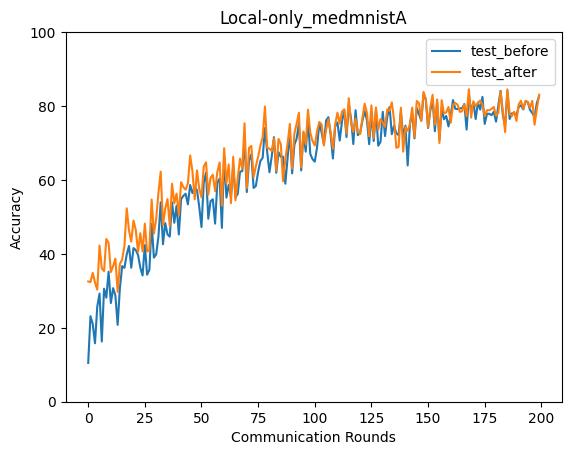 Local-only_medmnistA
test_before
test_after
100
80
60
40
20
0
Accuracy
0 25 50 75 100 125 150 175 200
Communication Rounds